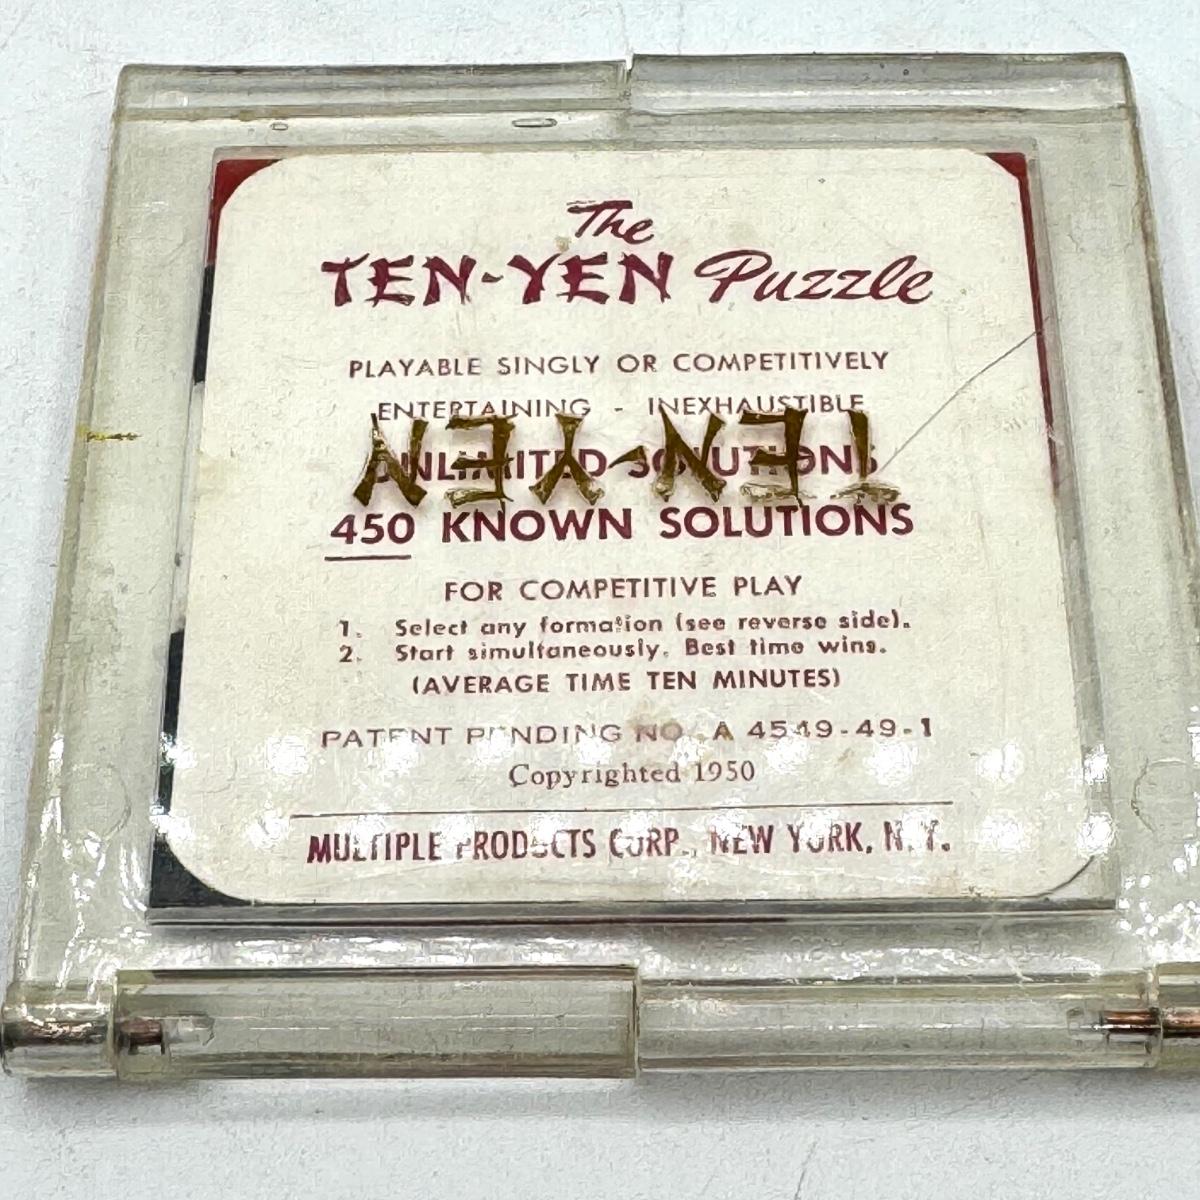 The
TEN-YEN Puzzle
PLAYABLE SINGLY OR COMPETITIVELY
ENTERTAINING - INEXHAUSTIBLE
UNLIMITED SOLUTIONS
TEN-YEN
450 KNOWN SOLUTIONS
FOR COMPETITIVE PLAY
1. Select any formation (see reverse side).
2. Start simultaneously. Best time wins.
(AVERAGE TIME TEN MINUTES)
PATENT PENDING NO. A 4549-49-1
Copyrighted 1950
MULTIPLE PRODUCTS CORP., NEW YORK, N.Y.